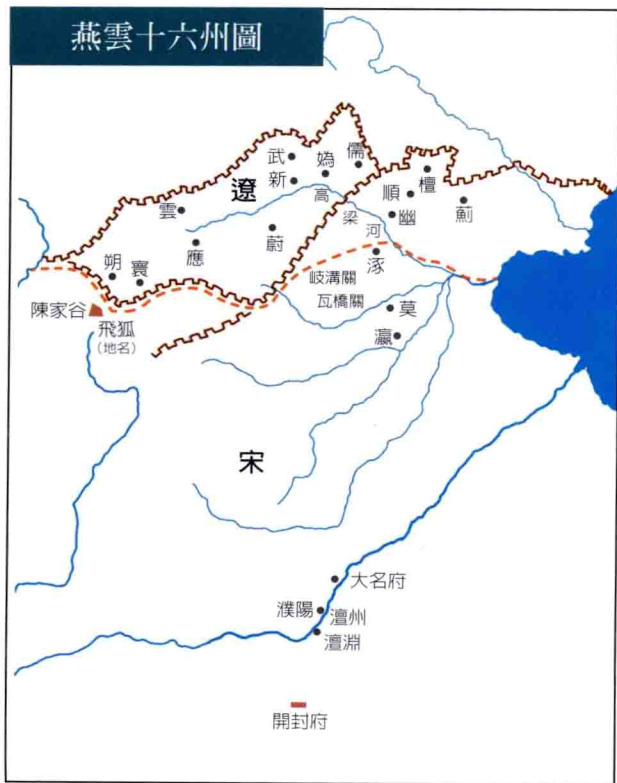 燕雲十六州圖
武
媯
儒
新
遼
高
梁
河
檀
順
幽
薊
雲
應
蔚
朔
寰
涿
岐溝關
瓦橋關
莫
瀛
陳家谷
飛狐
(地名)
宋
大名府
濮陽
澶州
澶淵
開封府